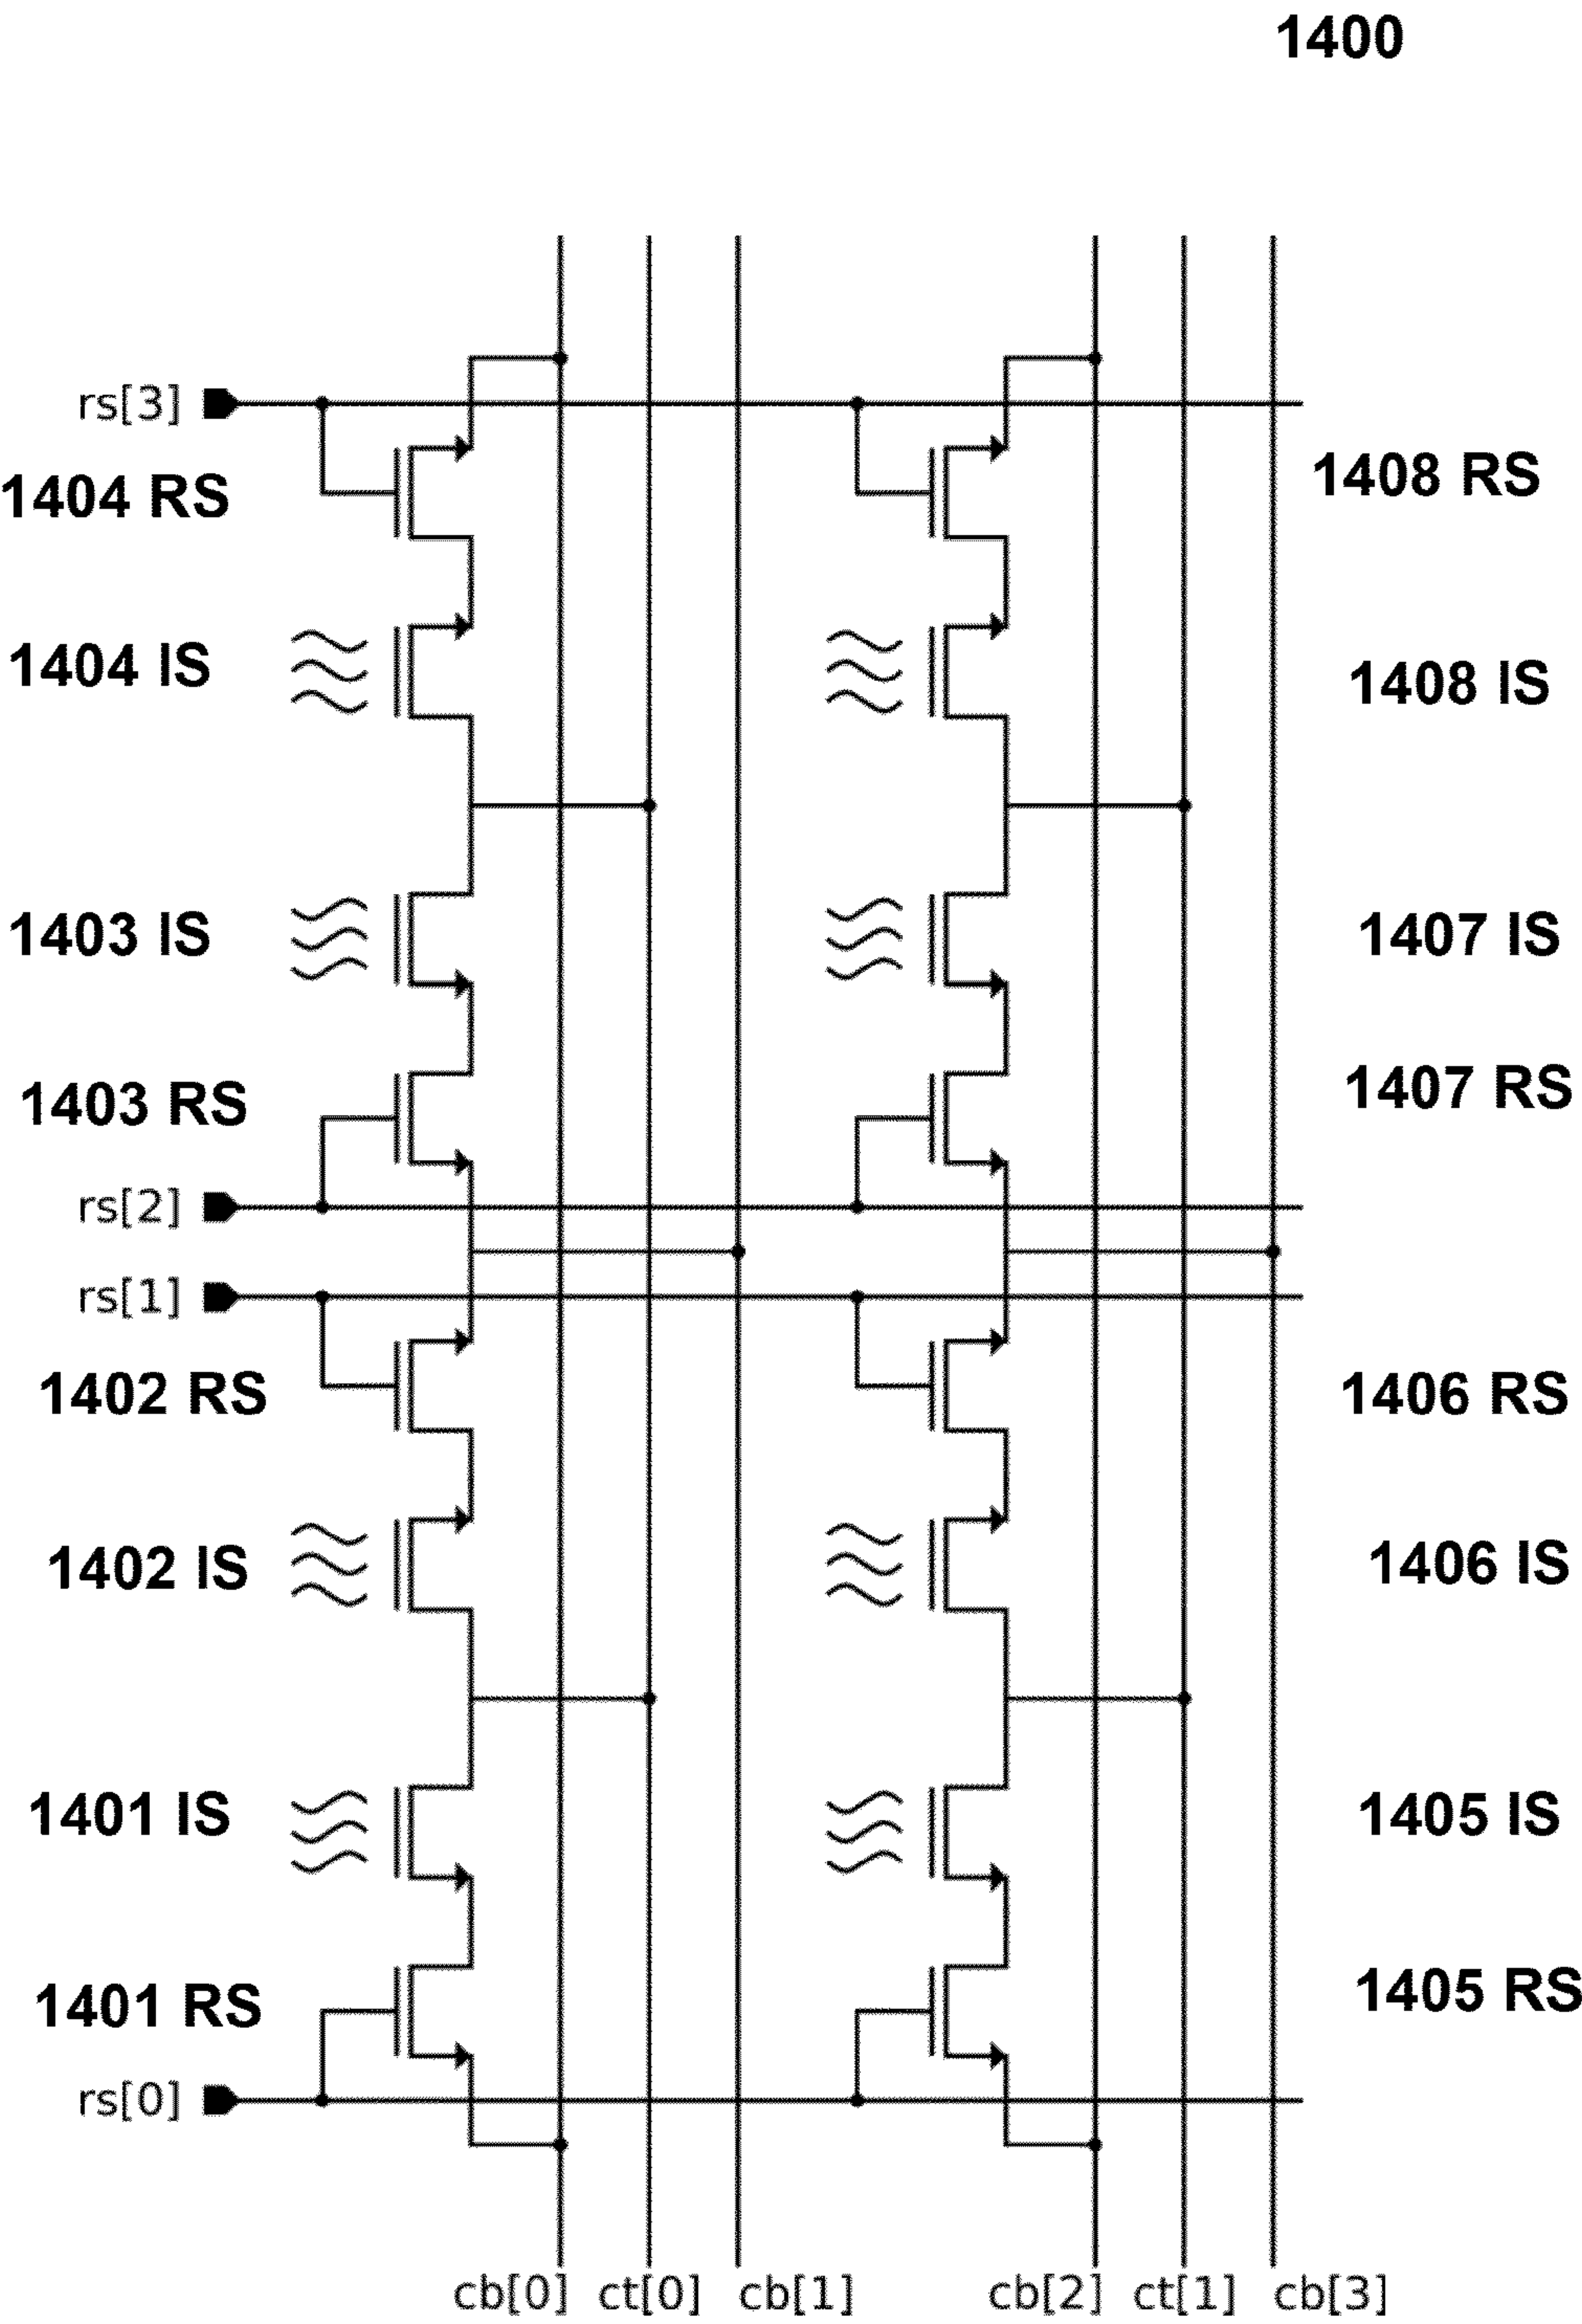 1400
rs[3]
1404 RS
1408 RS
1404 IS
1408 IS
1403 IS
1407 IS
1403 RS
1407 RS
rs[2]
rs[1]
1402 RS
1406 RS
1402 IS
1406 IS
1401 IS
1405 IS
1401 RS
1405 RS
rs[0]
cb[0] ct[0] cb[1] cb[2] ct[1] cb[3]